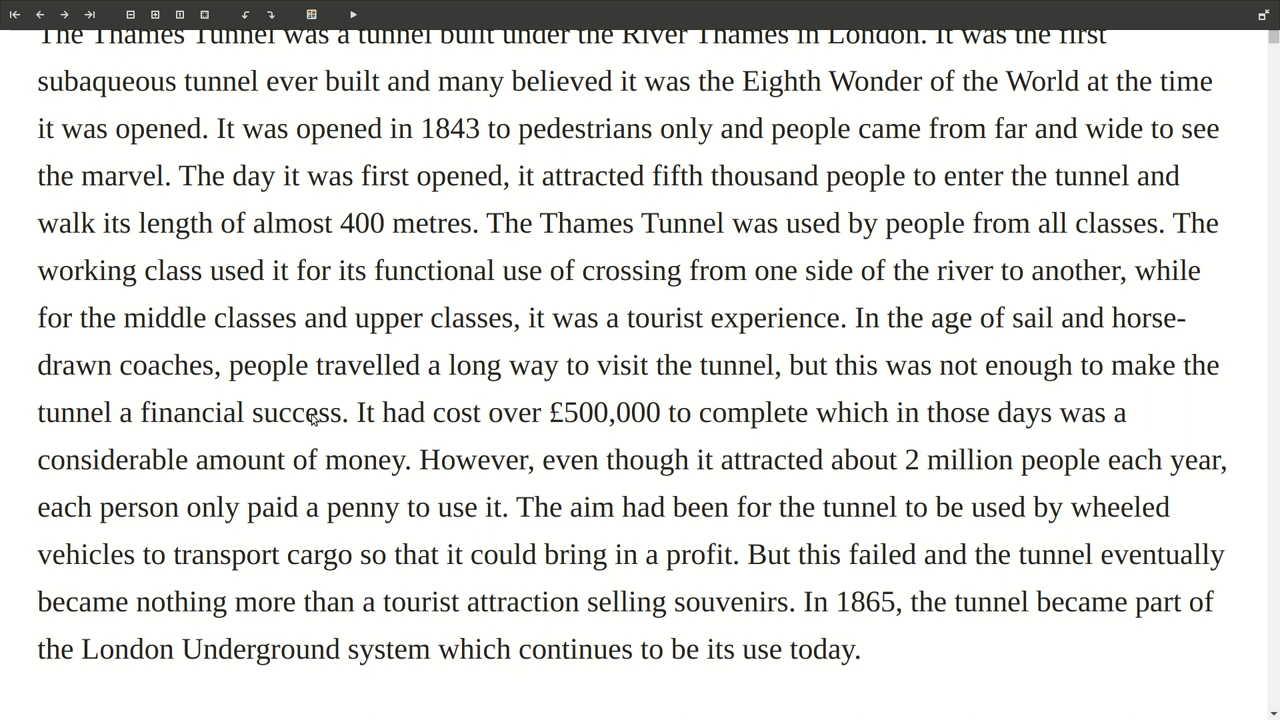 The Thames Tunnel was a tunnel built under the River Thames in London. It was the first
subaqueous tunnel ever built and many believed it was the Eighth Wonder of the World at the time
it was opened. It was opened in 1843 to pedestrians only and people came from far and wide to see
the marvel. The day it was first opened, it attracted fifth thousand people to enter the tunnel and
walk its length of almost 400 metres. The Thames Tunnel was used by people from all classes. The
working class used it for its functional use of crossing from one side of the river to another, while
for the middle classes and upper classes, it was a tourist experience. In the age of sail and horse-
drawn coaches, people travelled a long way to visit the tunnel, but this was not enough to make the
tunnel a financial success. It had cost over £500,000 to complete which in those days was a
considerable amount of money. However, even though it attracted about 2 million people each year,
each person only paid a penny to use it. The aim had been for the tunnel to be used by wheeled
vehicles to transport cargo so that it could bring in a profit. But this failed and the tunnel eventually
became nothing more than a tourist attraction selling souvenirs. In 1865, the tunnel became part of
the London Underground system which continues to be its use today.